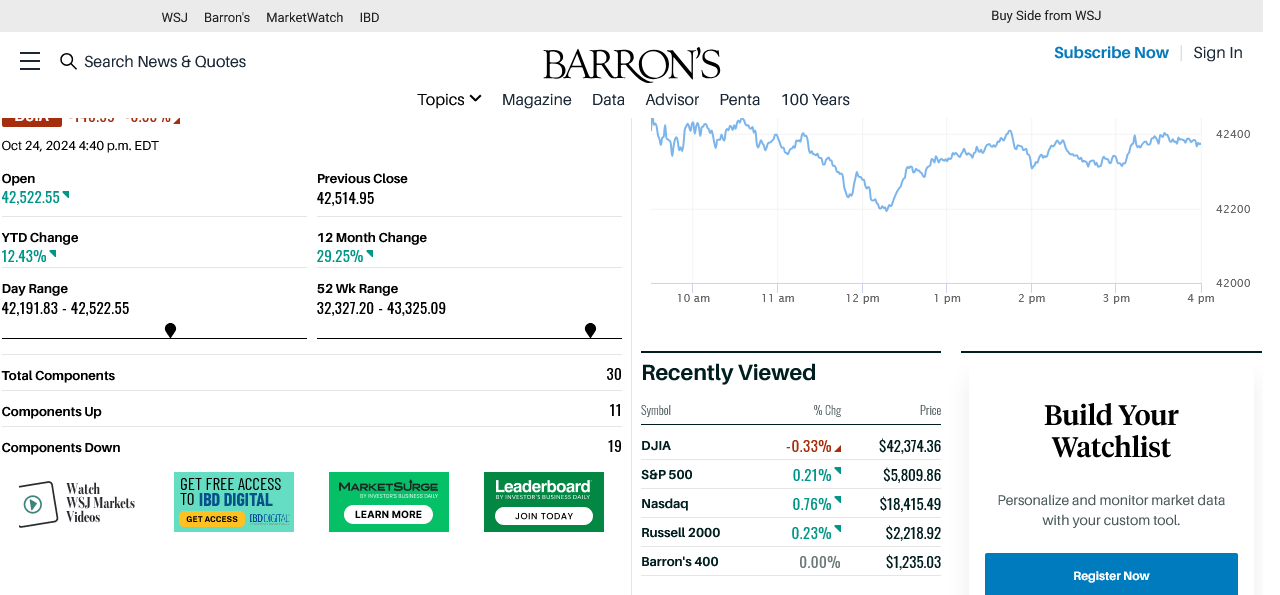 WSJ Barron's MarketWatch IBD Buy Side from WSJ
Search News & Quotes
BARRON'S
Subscribe Now Sign In
Topics Magazine Data Advisor Penta 100 Years
Oct 24, 2024 4:40 p.m. EDT
Open
42,522.55
Previous Close
42,514.95
YTD Change
12.43%
12 Month Change
29.25%
Day Range
42,191.83 - 42,522.55
52 Wk Range
32,327.20 - 43,325.09
Total Components 30
Components Up 11
Components Down 19
Watch
WSJ Markets
Videos
GET FREE ACCESS
TO IBD DIGITAL
GET ACCESS IBD DIGITAL
MARKETSURGE
BY INVESTOR'S BUSINESS DAILY
LEARN MORE
Leaderboard
BY INVESTOR'S BUSINESS DAILY
JOIN TODAY
42400
42200
42000
10 am 11 am 12 pm 1 pm 2 pm 3 pm 4 pm
Recently Viewed
Symbol % Chg Price
DJIA -0.33% $42,374.36
S&P 500 0.21% $5,809.86
Nasdaq 0.76% $18,415.49
Russell 2000 0.23% $2,218.92
Barron's 400 0.00% $1,235.03
Build Your
Watchlist
Personalize and monitor market data
with your custom tool.
Register Now